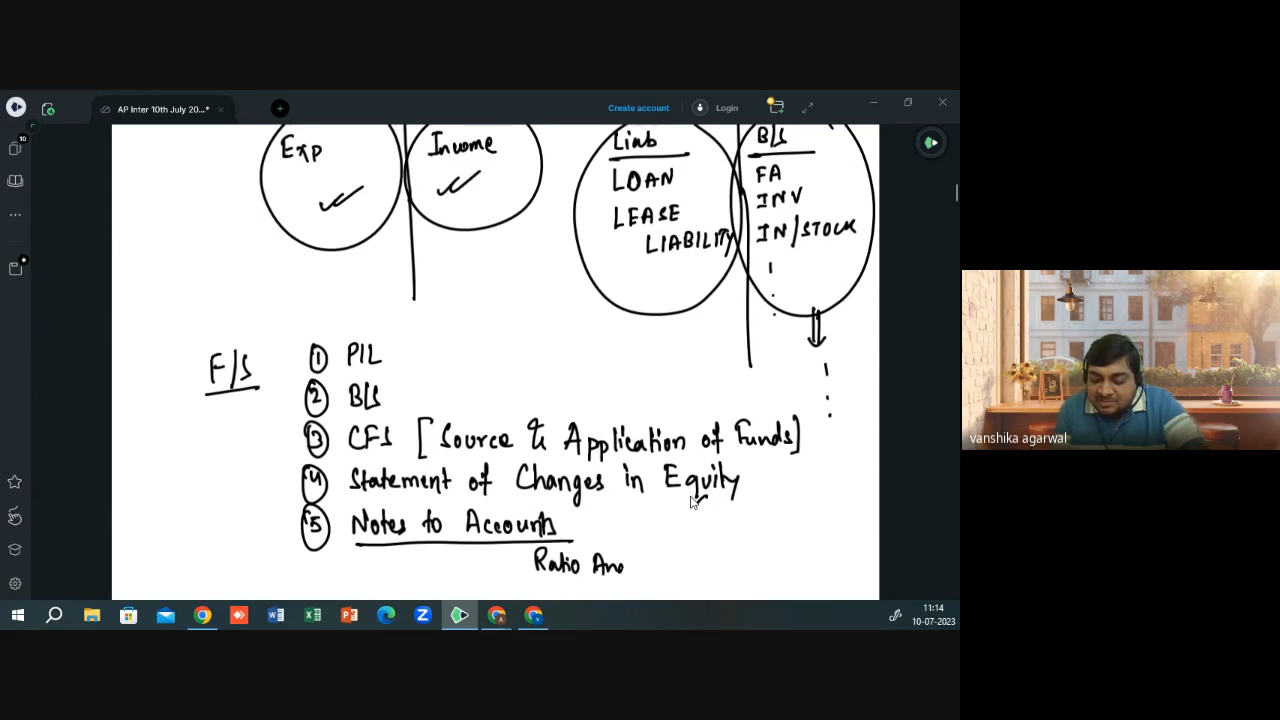 AP Inter 10th July 20...*
Create account
Login
10
Exp
Income
Liab
LOAN
LEASE
LIABILITY
B/S
FA
INV
IN/STOCK
F/S
① P/L
② B/S
③ CFS [Source & Application of Funds]
④ Statement of Changes in Equity
⑤ Notes to Accounts
Ratio Ana
vanshika agarwal
11:14
10-07-2023